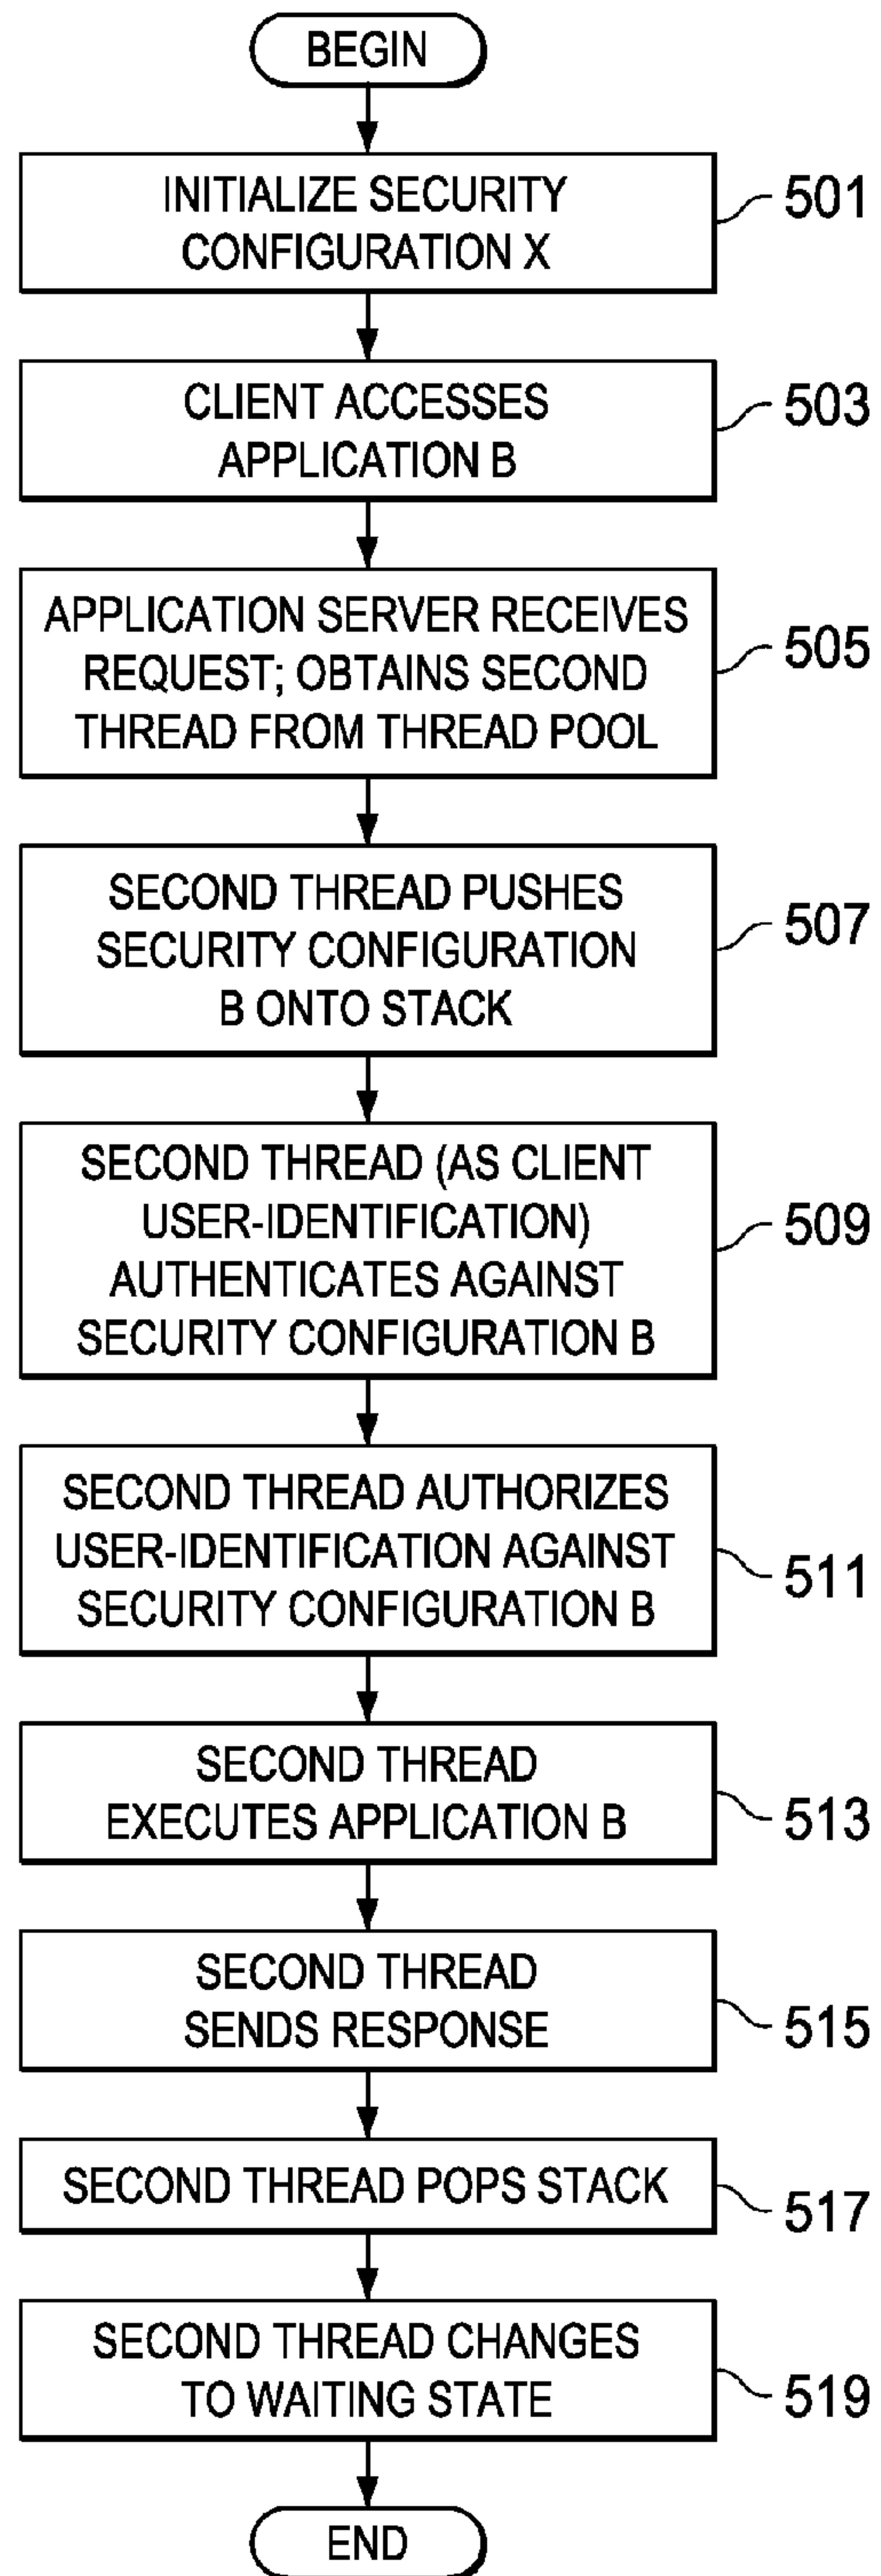 BEGIN
INITIALIZE SECURITY
CONFIGURATION X
501
CLIENT ACCESSES
APPLICATION B
503
APPLICATION SERVER RECEIVES
REQUEST; OBTAINS SECOND
THREAD FROM THREAD POOL
505
SECOND THREAD PUSHES
SECURITY CONFIGURATION
B ONTO STACK
507
SECOND THREAD (AS CLIENT
USER-IDENTIFICATION)
AUTHENTICATES AGAINST
SECURITY CONFIGURATION B
509
SECOND THREAD AUTHORIZES
USER-IDENTIFICATION AGAINST
SECURITY CONFIGURATION B
511
SECOND THREAD
EXECUTES APPLICATION B
513
SECOND THREAD
SENDS RESPONSE
515
SECOND THREAD POPS STACK
517
SECOND THREAD CHANGES
TO WAITING STATE
519
END